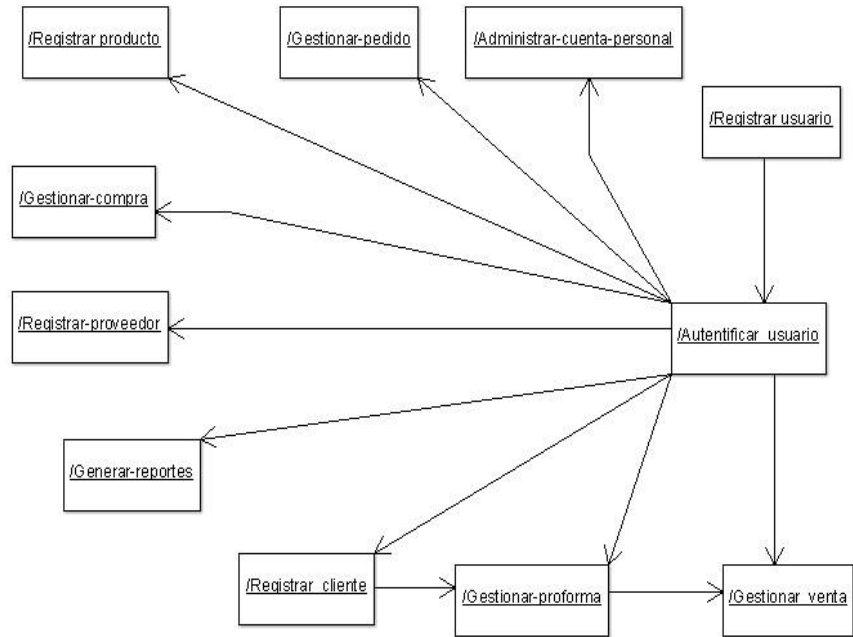 /Registrar producto
/Gestionar-pedido
/Administrar-cuenta-personal
/Registrar usuario
/Gestionar-compra
/Registrar-proveedor
/Autentificar_usuario
/Generar-reportes
/Registrar_cliente
/Gestionar-proforma
/Gestionar_venta